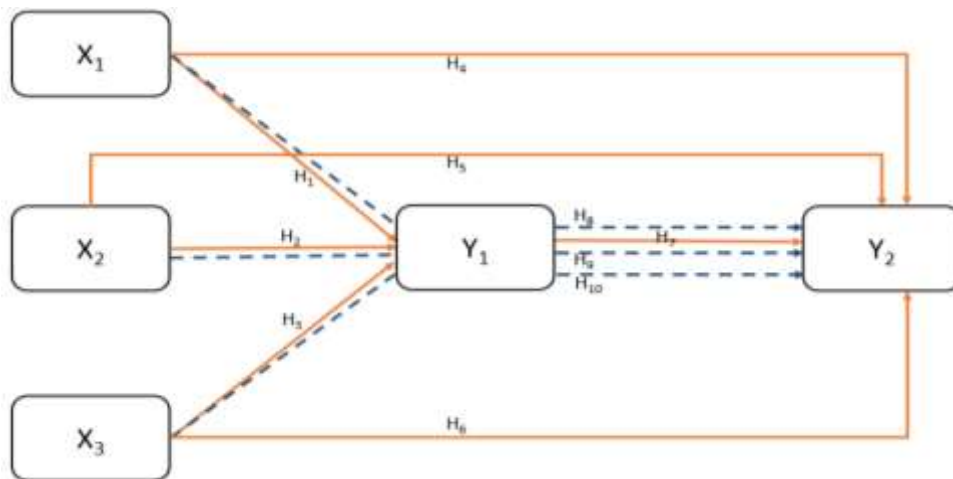 X₁
H₄
H₅
H₁
X₂
H₂
Y₁
H₈
H₇
H₉
H₁₀
Y₂
H₃
X₃
H₆